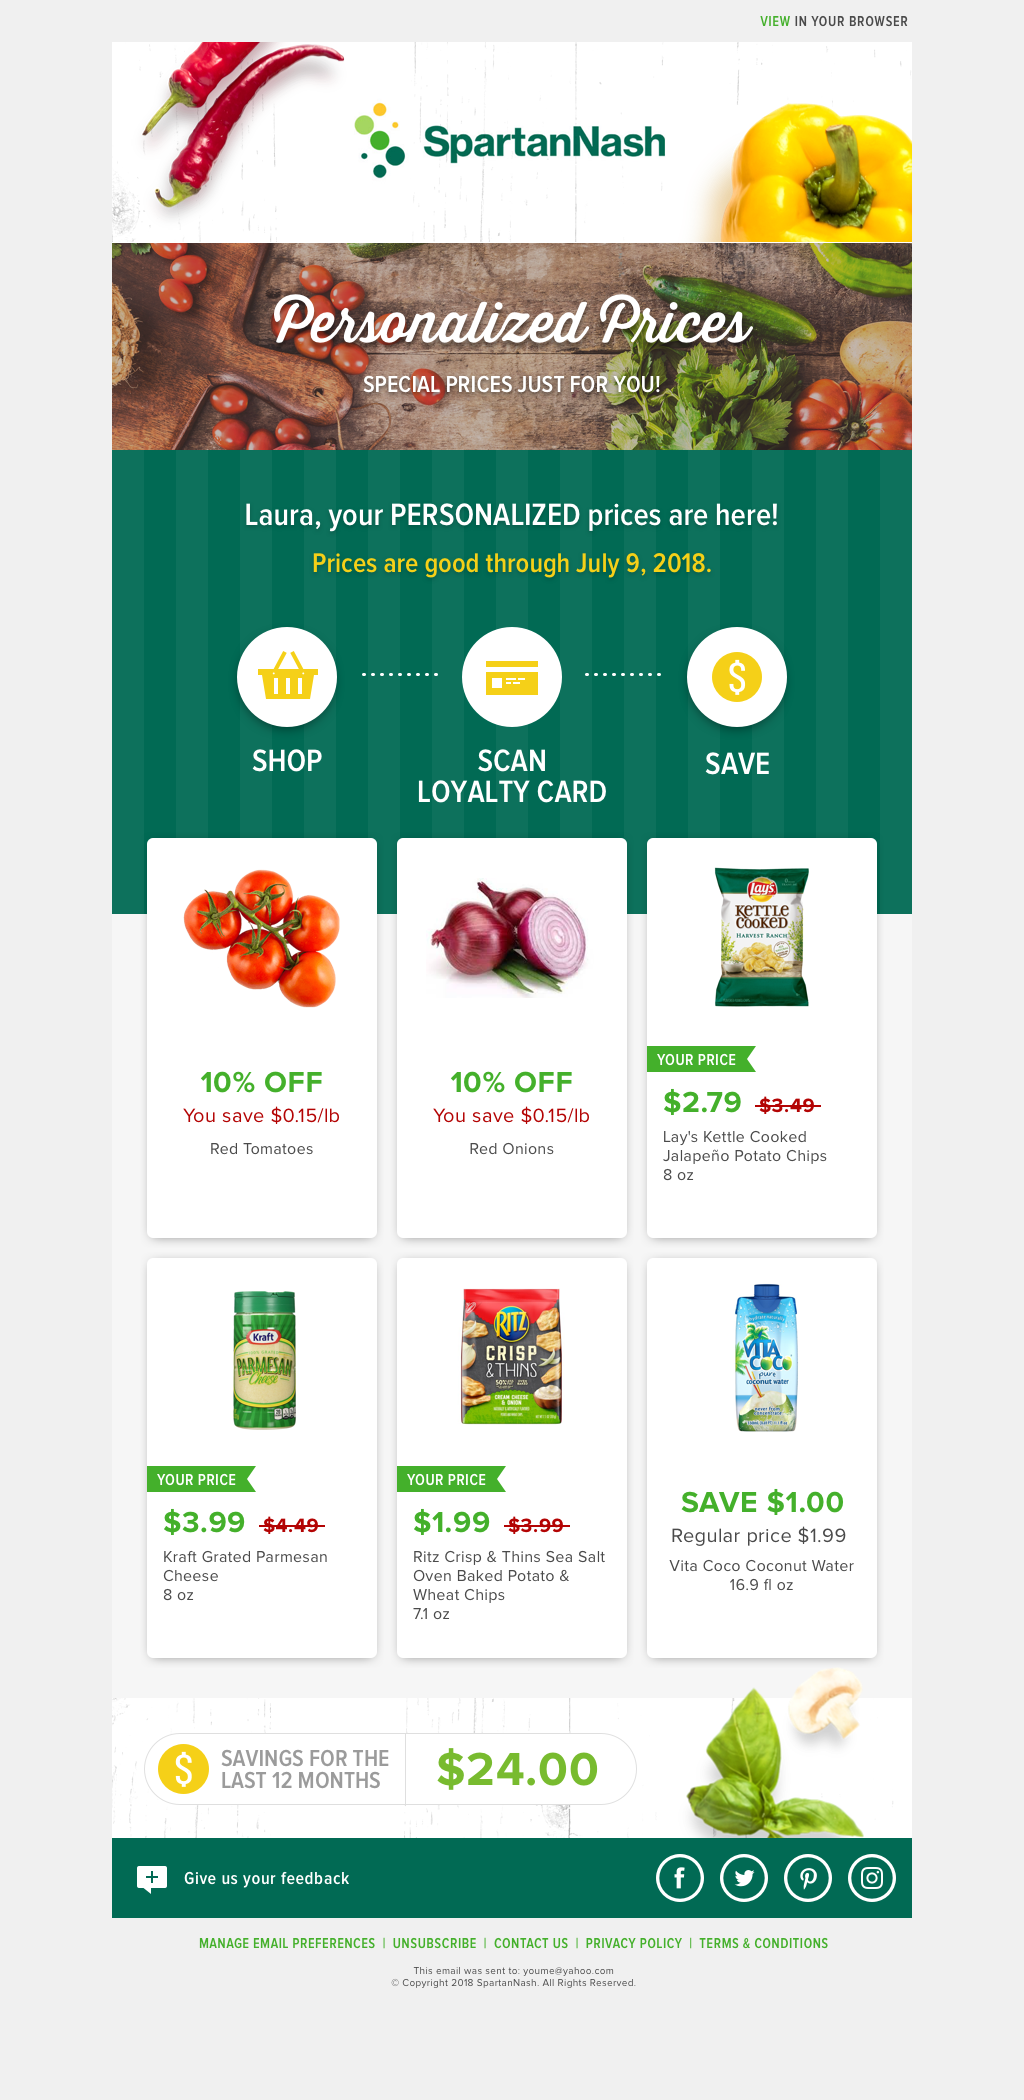 VIEW IN YOUR BROWSER
SpartanNash
Personalized Prices
SPECIAL PRICES JUST FOR YOU!
Laura, your PERSONALIZED prices are here!
Prices are good through July 9, 2018.
SHOP
SCAN
LOYALTY CARD
SAVE
Lay's
KETTLE
COOKED
HARVEST RANCH
10% OFF
You save $0.15/lb
Red Tomatoes
10% OFF
You save $0.15/lb
Red Onions
YOUR PRICE
$2.79 $3.49
Lay's Kettle Cooked
Jalapeño Potato Chips
8 oz
Kraft
PARMESAN
Cheese
RITZ
CRISP
& THINS
CREAM CHEESE
& ONION
VITA
COCO
pure
coconut water
YOUR PRICE
$3.99 $4.49
Kraft Grated Parmesan
Cheese
8 oz
YOUR PRICE
$1.99 $3.99
Ritz Crisp & Thins Sea Salt
Oven Baked Potato &
Wheat Chips
7.1 oz
SAVE $1.00
Regular price $1.99
Vita Coco Coconut Water
16.9 fl oz
SAVINGS FOR THE
LAST 12 MONTHS
$24.00
Give us your feedback
MANAGE EMAIL PREFERENCES | UNSUBSCRIBE | CONTACT US | PRIVACY POLICY | TERMS & CONDITIONS
This email was sent to: youme@yahoo.com
© Copyright 2018 SpartanNash. All Rights Reserved.